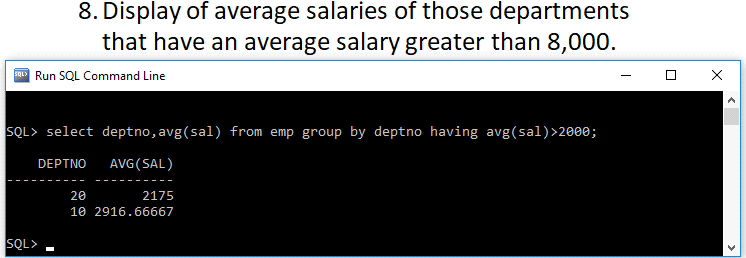 8. Display of average salaries of those departments
that have an average salary greater than 8,000.
Run SQL Command Line
SQL> select deptno,avg(sal) from emp group by deptno having avg(sal)>2000;
DEPTNO AVG(SAL)
---------- ----------
20 2175
10 2916.66667
SQL>